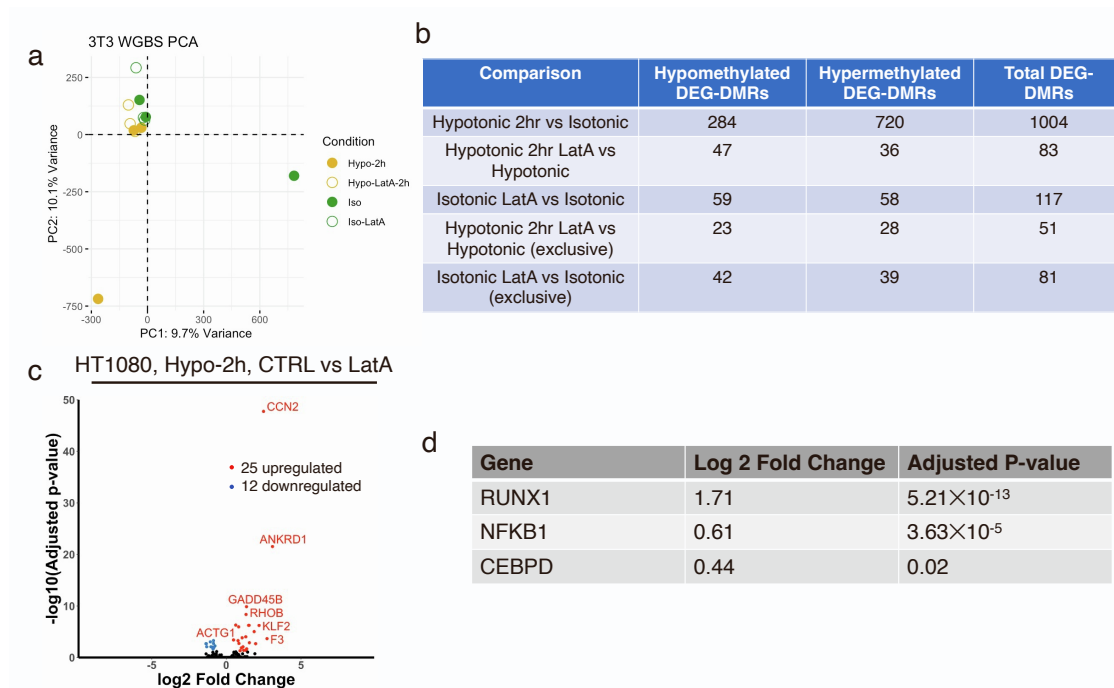 a
3T3 WGBS PCA
250
0
-250
-500
-750
PC2: 10.1% Variance
-300
0
300
600
PC1: 9.7% Variance
Condition
Hypo-2h
Hypo-LatA-2h
Iso
Iso-LatA
b
Comparison Hypomethylated DEG-DMRs Hypermethylated DEG-DMRs Total DEG-DMRs
Hypotonic 2hr vs Isotonic 284 720 1004
Hypotonic 2hr LatA vs Hypotonic 47 36 83
Isotonic LatA vs Isotonic 59 58 117
Hypotonic 2hr LatA vs Hypotonic (exclusive) 23 28 51
Isotonic LatA vs Isotonic (exclusive) 42 39 81
c
HT1080, Hypo-2h, CTRL vs LatA
50
40
30
20
10
0
-log10(Adjusted p-value)
CCN2
25 upregulated
12 downregulated
ANKRD1
GADD45B
RHOB
KLF2
ACTG1
F3
-5
0
5
log2 Fold Change
d
Gene Log 2 Fold Change Adjusted P-value
RUNX1 1.71 5.21×10⁻¹³
NFKB1 0.61 3.63×10⁻⁵
CEBPD 0.44 0.02